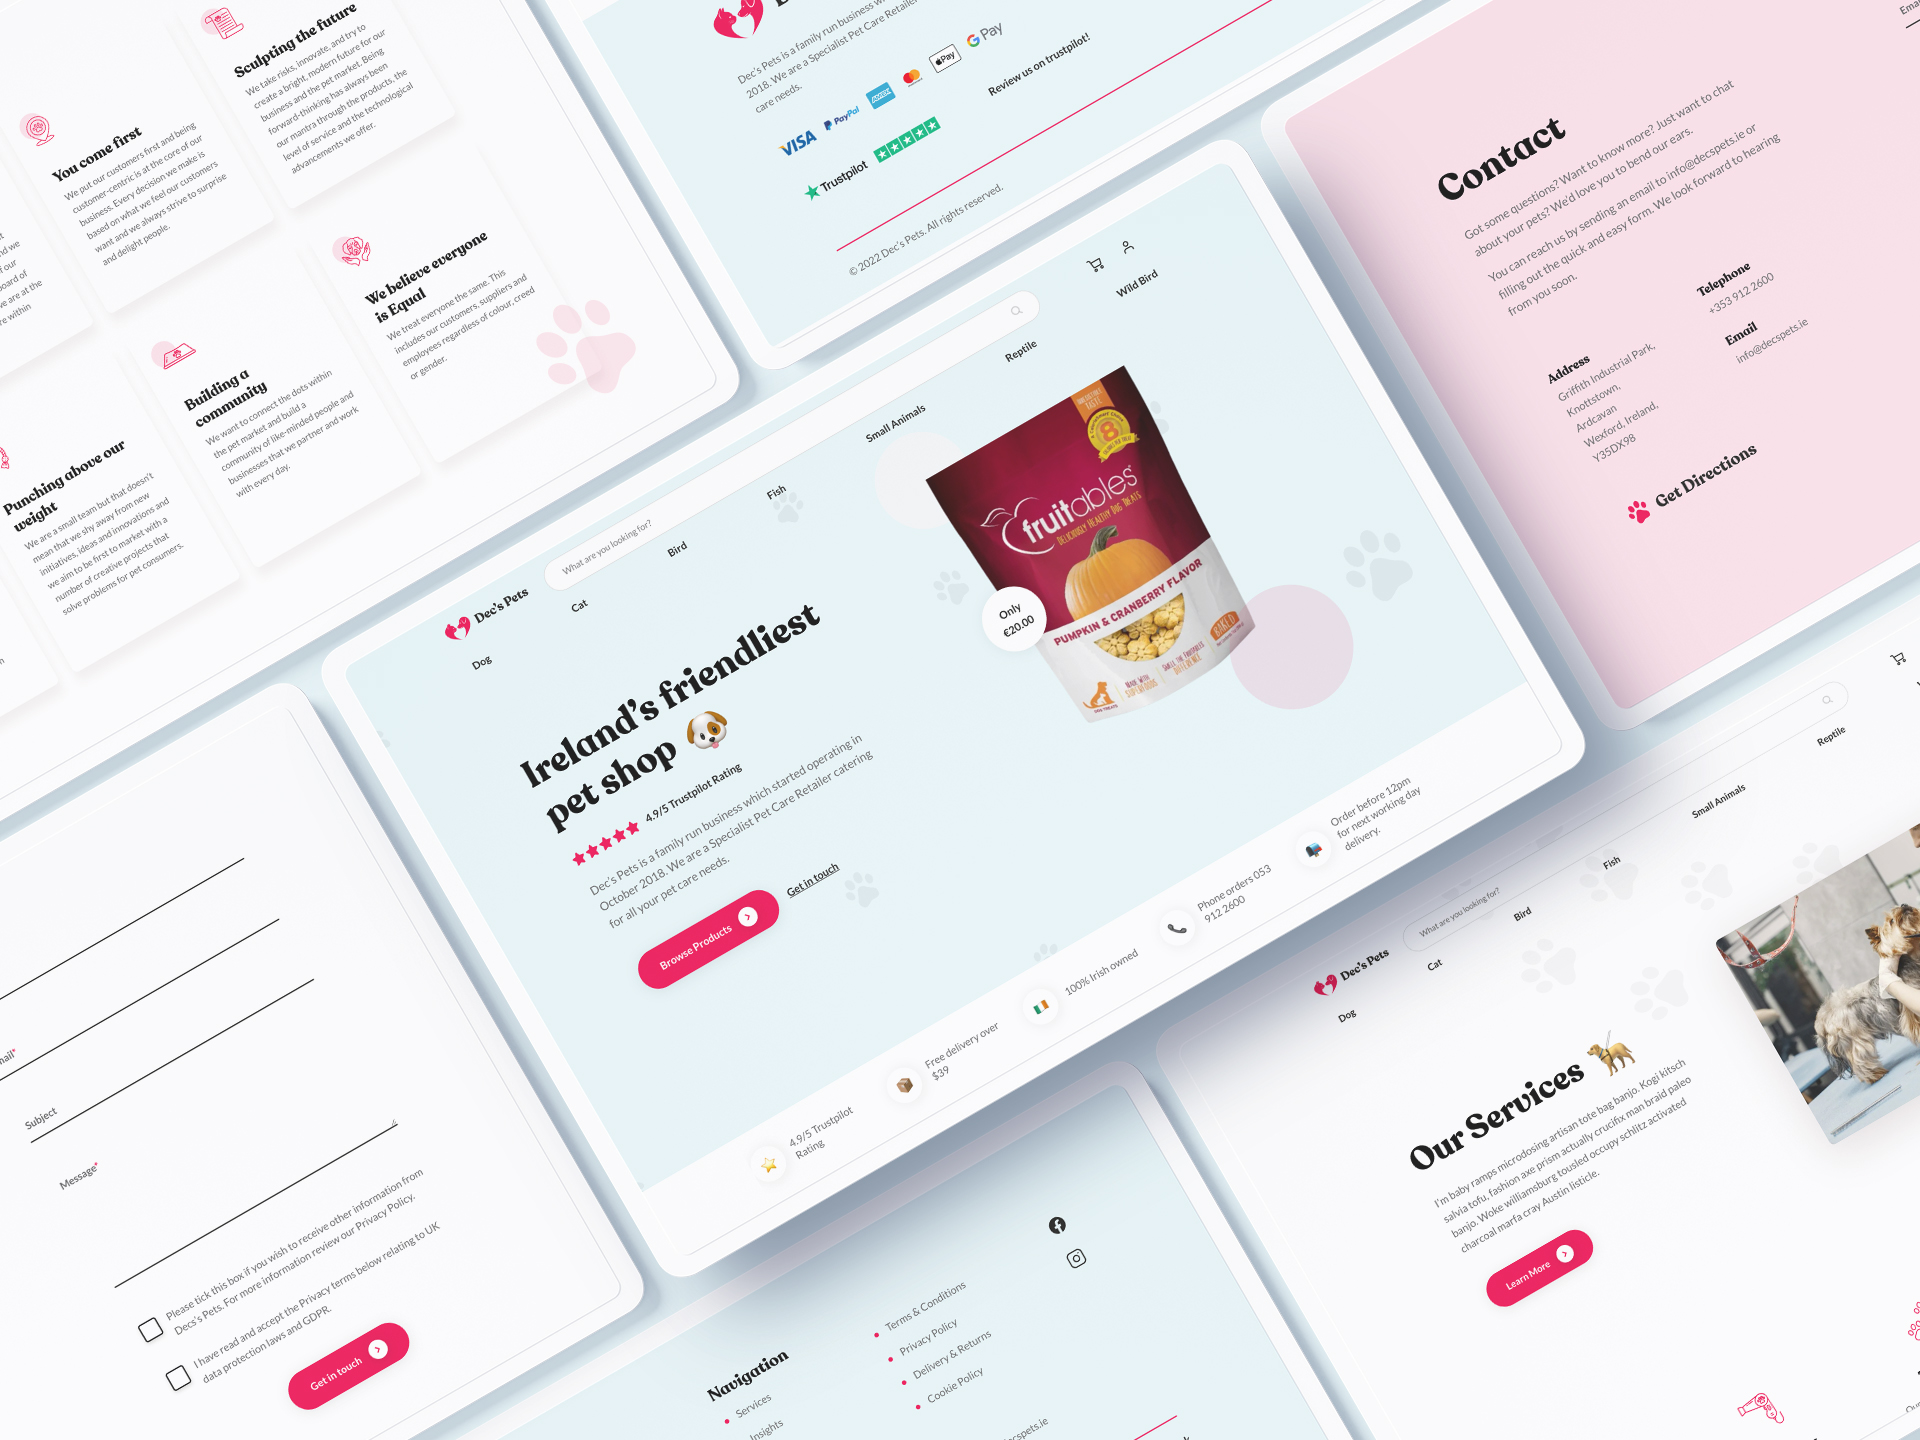 Sculpting the future
We take risks, innovate, and try to
create a bright, modern future for our
business and the pet market. Being
forward-thinking has always been
our mantra through the products, the
level of service and the technological
advancements we offer.
You come first
We put our customers first and being
customer-centric is at the core of our
business. Every decision we make is
based on what we feel our customers
want and we always strive to surprise
and delight people.
We believe everyone
is Equal
We treat everyone the same. This
includes our customers, suppliers and
employees regardless of colour, creed
or gender.
Building a
community
We want to connect the dots within
the pet market and build a
community of like-minded people and
businesses that we partner and work
with every day.
Punching above our
weight
We are a small team but that doesn't
mean that we shy away from new
initiatives, ideas and innovations and
we aim to be first to market with a
number of creative projects that
solve problems for pet consumers.
Dec's Pets is a family run business
2018. We are a Specialist Pet Care Retailer
care needs.
VISA PayPal AMEX Pay G Pay
Trustpilot
Review us on trustpilot!
© 2022 Dec's Pets. All rights reserved.
Contact
Got some questions? Want to know more? Just want to chat
about your pets? We'd love you to bend our ears.
You can reach us by sending an email to info@decspets.ie or
filling out the quick and easy form. We look forward to hearing
from you soon.
Address
Griffith Industrial Park,
Knottstown,
Ardcavan
Wexford, Ireland,
Y35DX98
Telephone
+353 912 2600
Email
info@decspets.ie
Get Directions
Dec's Pets
What are you looking for?
Dog
Cat
Bird
Fish
Small Animals
Reptile
Wild Bird
Ireland's friendliest
pet shop
4.9/5 Trustpilot Rating
Dec's Pets is a family run business which started operating in
October 2018. We are a Specialist Pet Care Retailer catering
for all your pet care needs.
Browse Products
Get in touch
Only
€20.00
8
fruitables
DELICIOUSLY HEALTHY DOG TREATS
PUMPKIN & CRANBERRY FLAVOR
MADE WITH
SUPERFOODS
SMELL THE FRUITABLES
DIFFERENCE
BAKED
DOG TREATS
4.9/5 Trustpilot
Rating
Free delivery over
$39
100% Irish owned
Phone orders 053
912 2600
Order before 12pm
for next working day
delivery.
Subject
Message*
Please tick this box if you wish to receive other information from
Decs's Pets. For more information review our Privacy Policy.
I have read and accept the Privacy terms below relating to UK
data protection laws and GDPR.
Get in touch
Navigation
Services
Insights
Terms & Conditions
Privacy Policy
Delivery & Returns
Cookie Policy
Dec's Pets
What are you looking for?
Dog
Cat
Bird
Fish
Small Animals
Reptile
Our Services
I'm baby ramps microdosing artisan tote bag banjo. Kogi kitsch
salvia tofu, fashion axe prism actually crucifix man braid paleo
banjo. Woke williamsburg tousled occupy schlitz activated
charcoal marfa cray Austin listicle.
Learn More